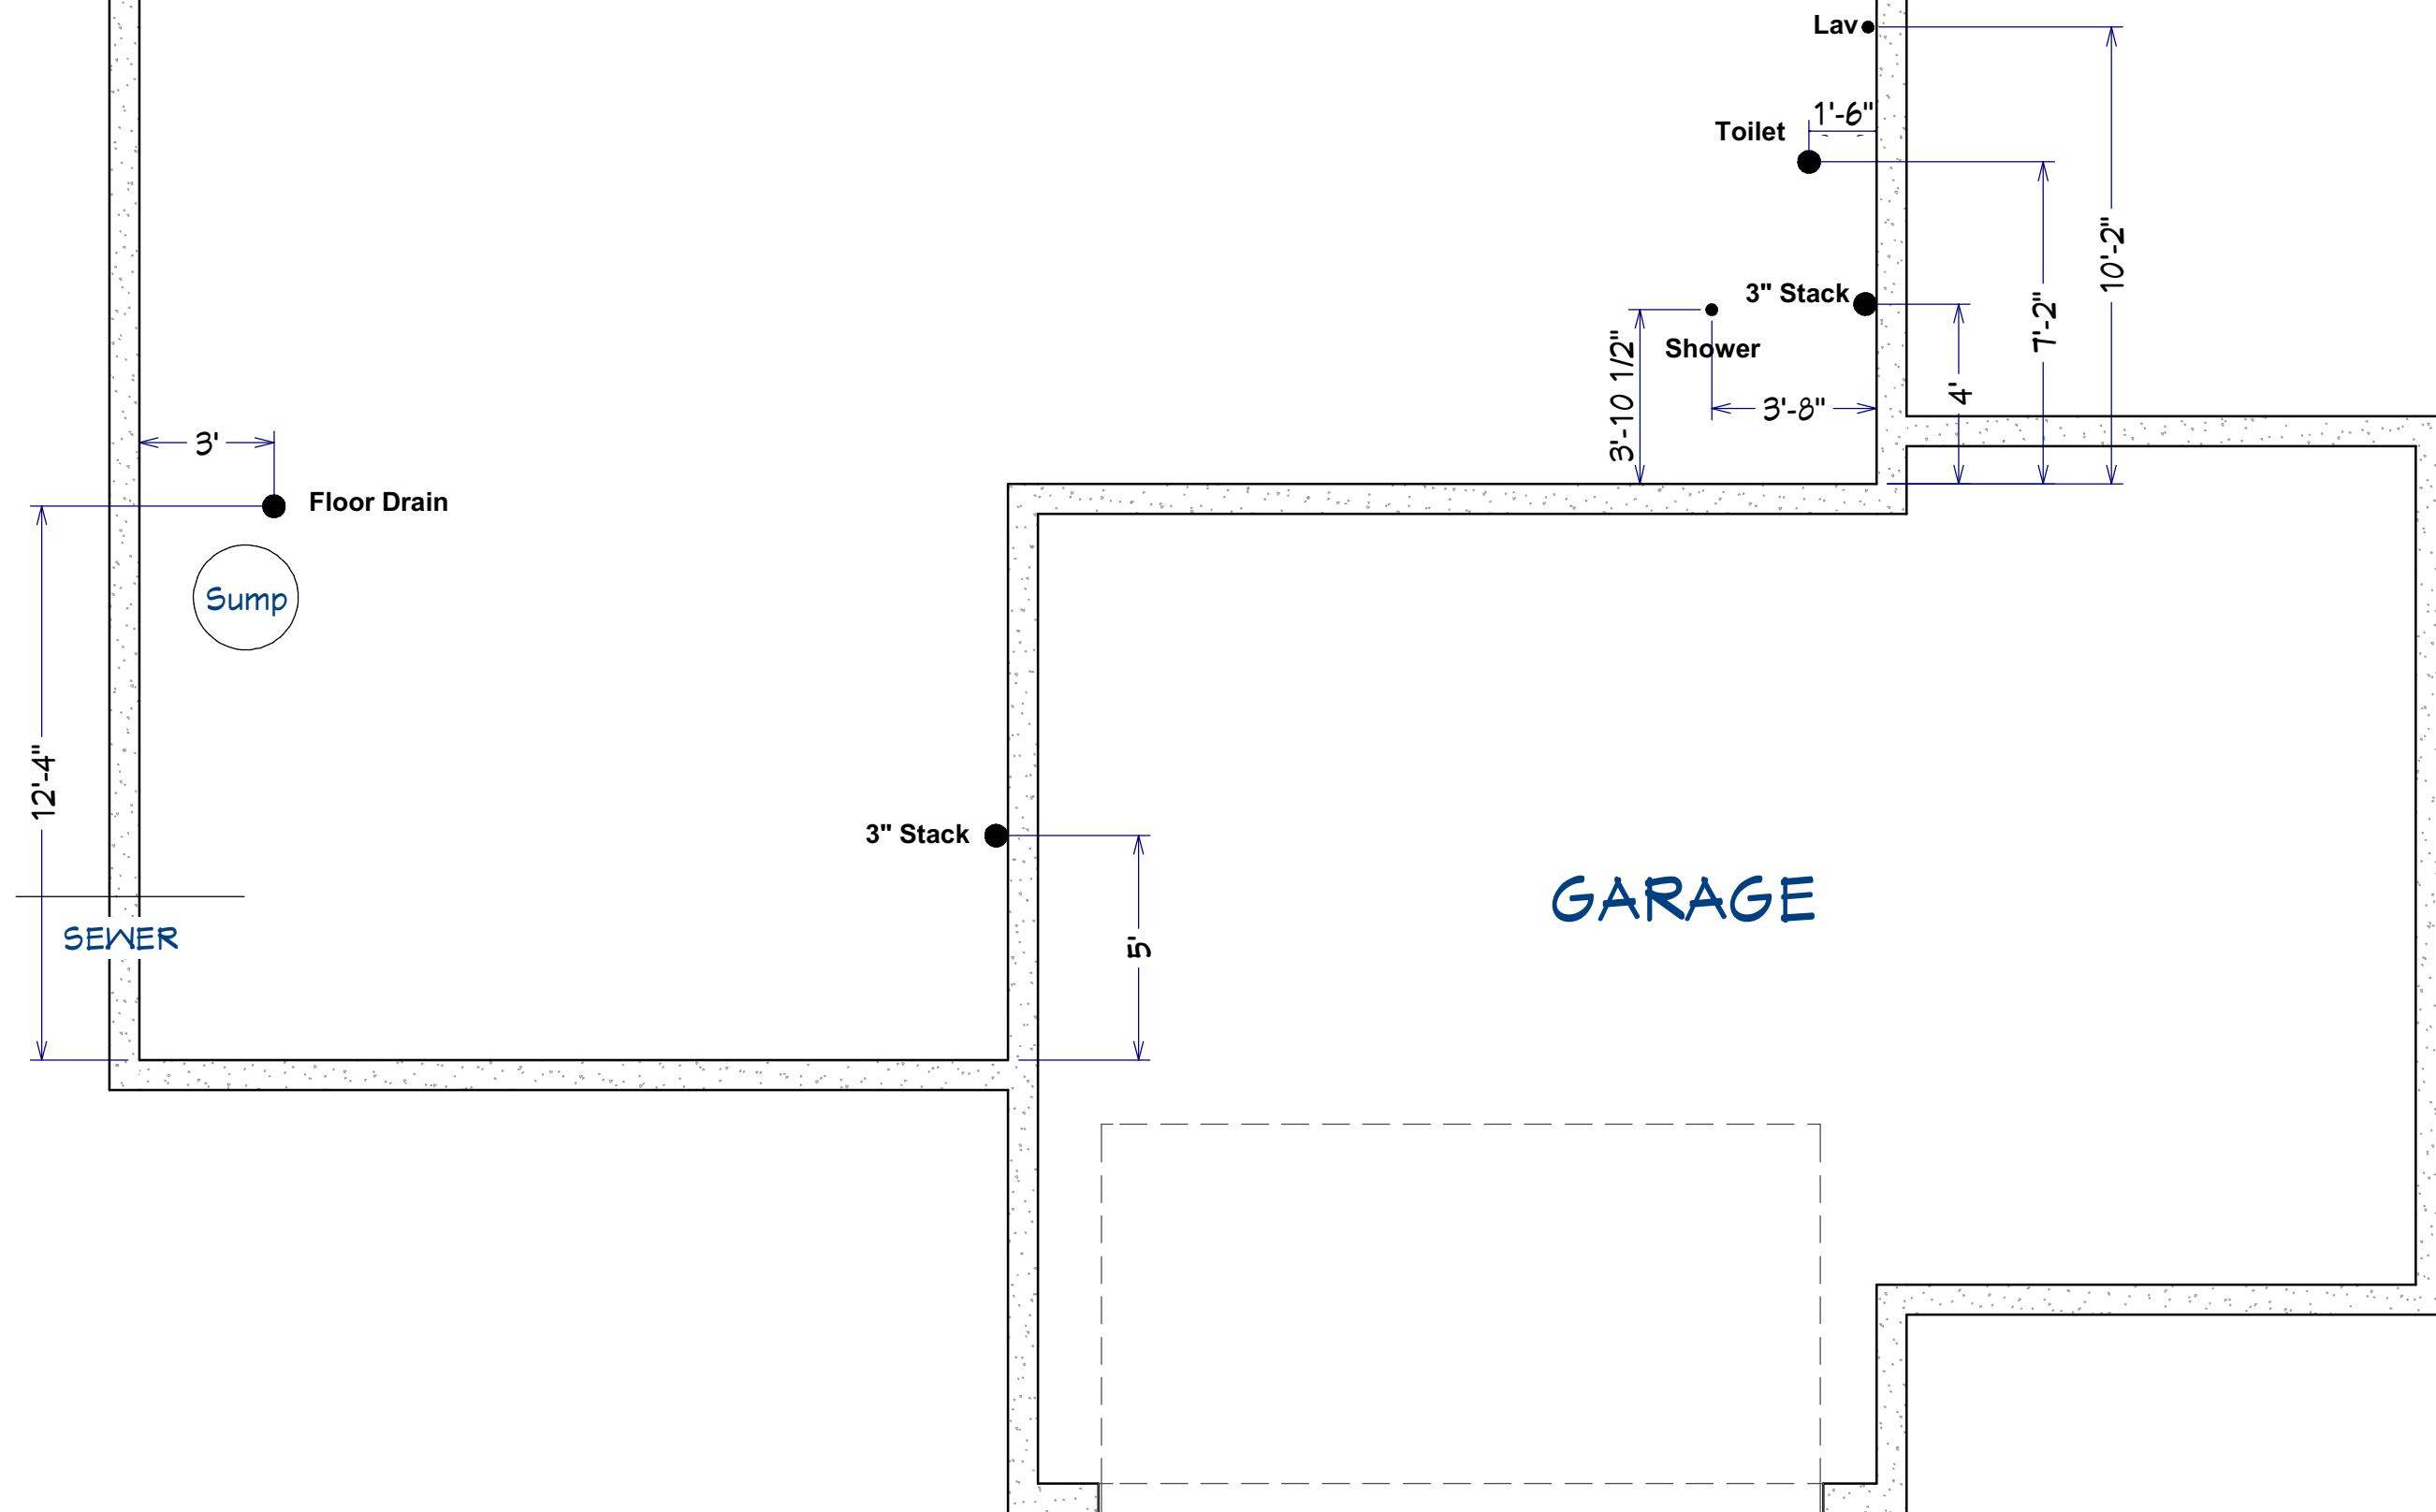 Lav
1'-6"
Toilet
10'-2"
3" Stack
7'-2"
Shower
3'-10 1/2"
4'
3'-8"
3'
Floor Drain
Sump
12'-4"
3" Stack
GARAGE
SEWER
5'